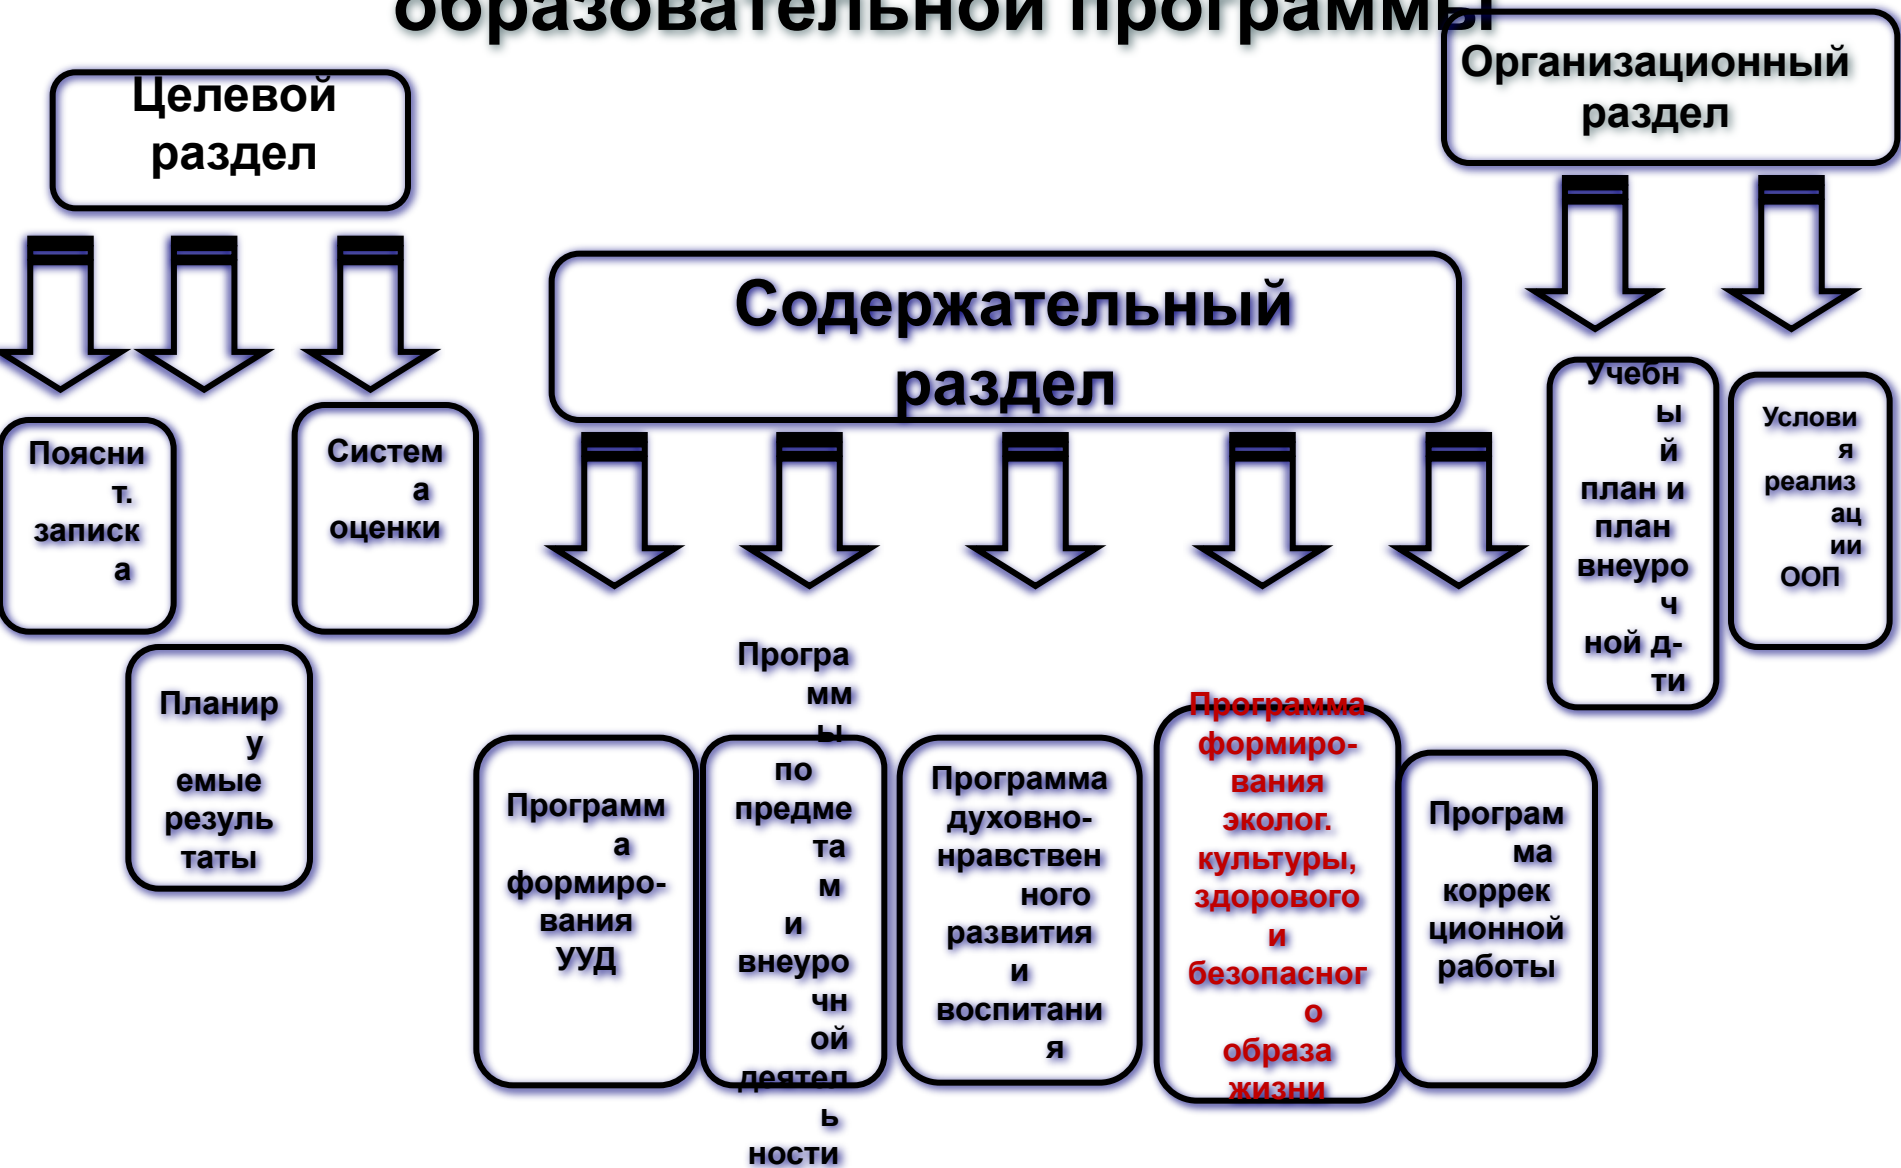 образовательной программы
Целевой
раздел
Организационный
раздел
Содержательный
раздел
Поясни
т.
записк
а
Планир
у
емые
резуль
таты
Систем
а
оценки
Программ
а
формиро-
вания
УУД
Програ
мм
ы
по
предме
та
м
и
внеуро
чн
ой
деятел
ь
ности
Программа
духовно-
нравствен
ного
развития
и
воспитани
я
Программа
формиро-
вания
эколог.
культуры,
здорового
и
безопасног
о
образа
жизни
Програм
ма
коррек
ционной
работы
Учебн
ы
й
план и
план
внеуро
ч
ной д-
ти
Услови
я
реализ
ац
ии
ООП